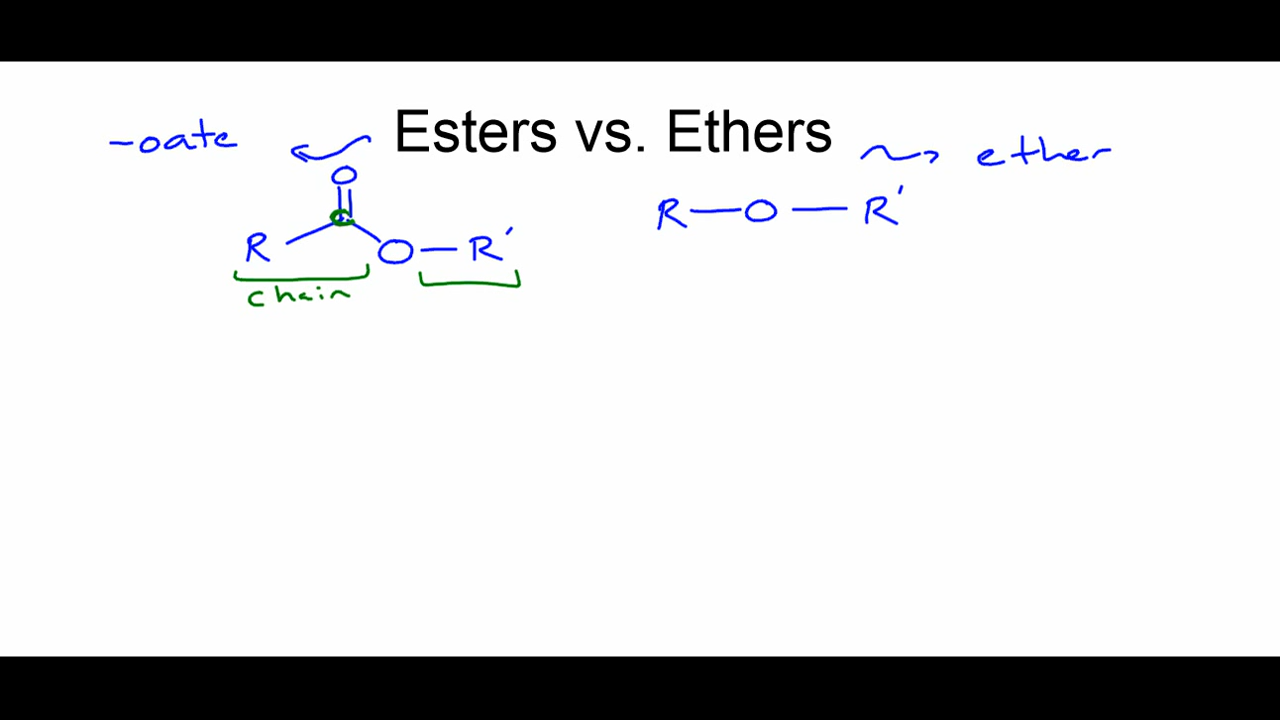 Esters vs. Ethers
-oate
ether
O
R O — R′
chain
R — O — R′